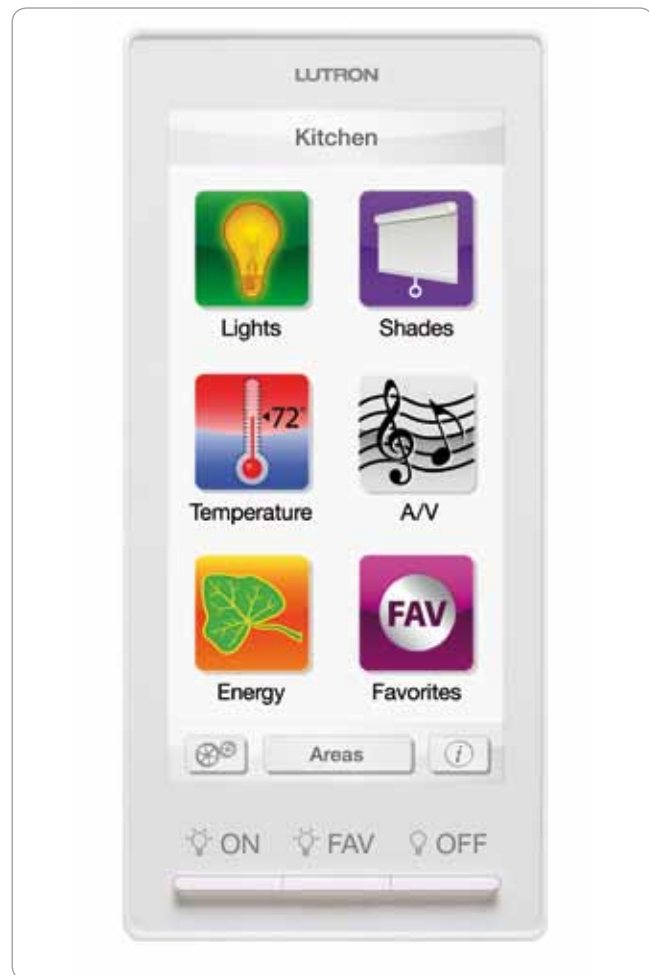 LUTRON
Kitchen
Lights Shades
72°
Temperature A/V
FAV
Energy Favorites
Areas i
ON FAV OFF